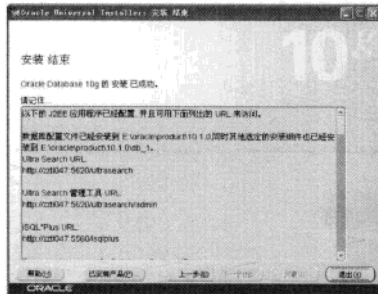 Oracle Universal Installer: 安装 结束
安装 结束
Oracle Database 10g 的 安装 已成功。
请记住...
以下的 J2EE 应用程序已经配置, 并且可用下面列出的 URL 来访问。
数据库配置文件已经安装到 E:\oracle\product\10.1.0,同时其他选定的安装组件也已经安
装到 E:\oracle\product\10.1.0\db_1。
Ultra Search URL:
http://zztl047:5620/ultrasearch
Ultra Search 管理工具 URL:
http://zztl047:5620/ultrasearch/admin
iSQL*Plus URL:
http://zztl047:5560/isqlplus
帮助(H) 已安装产品(P)... 上一步(B) 退出(X)
ORACLE